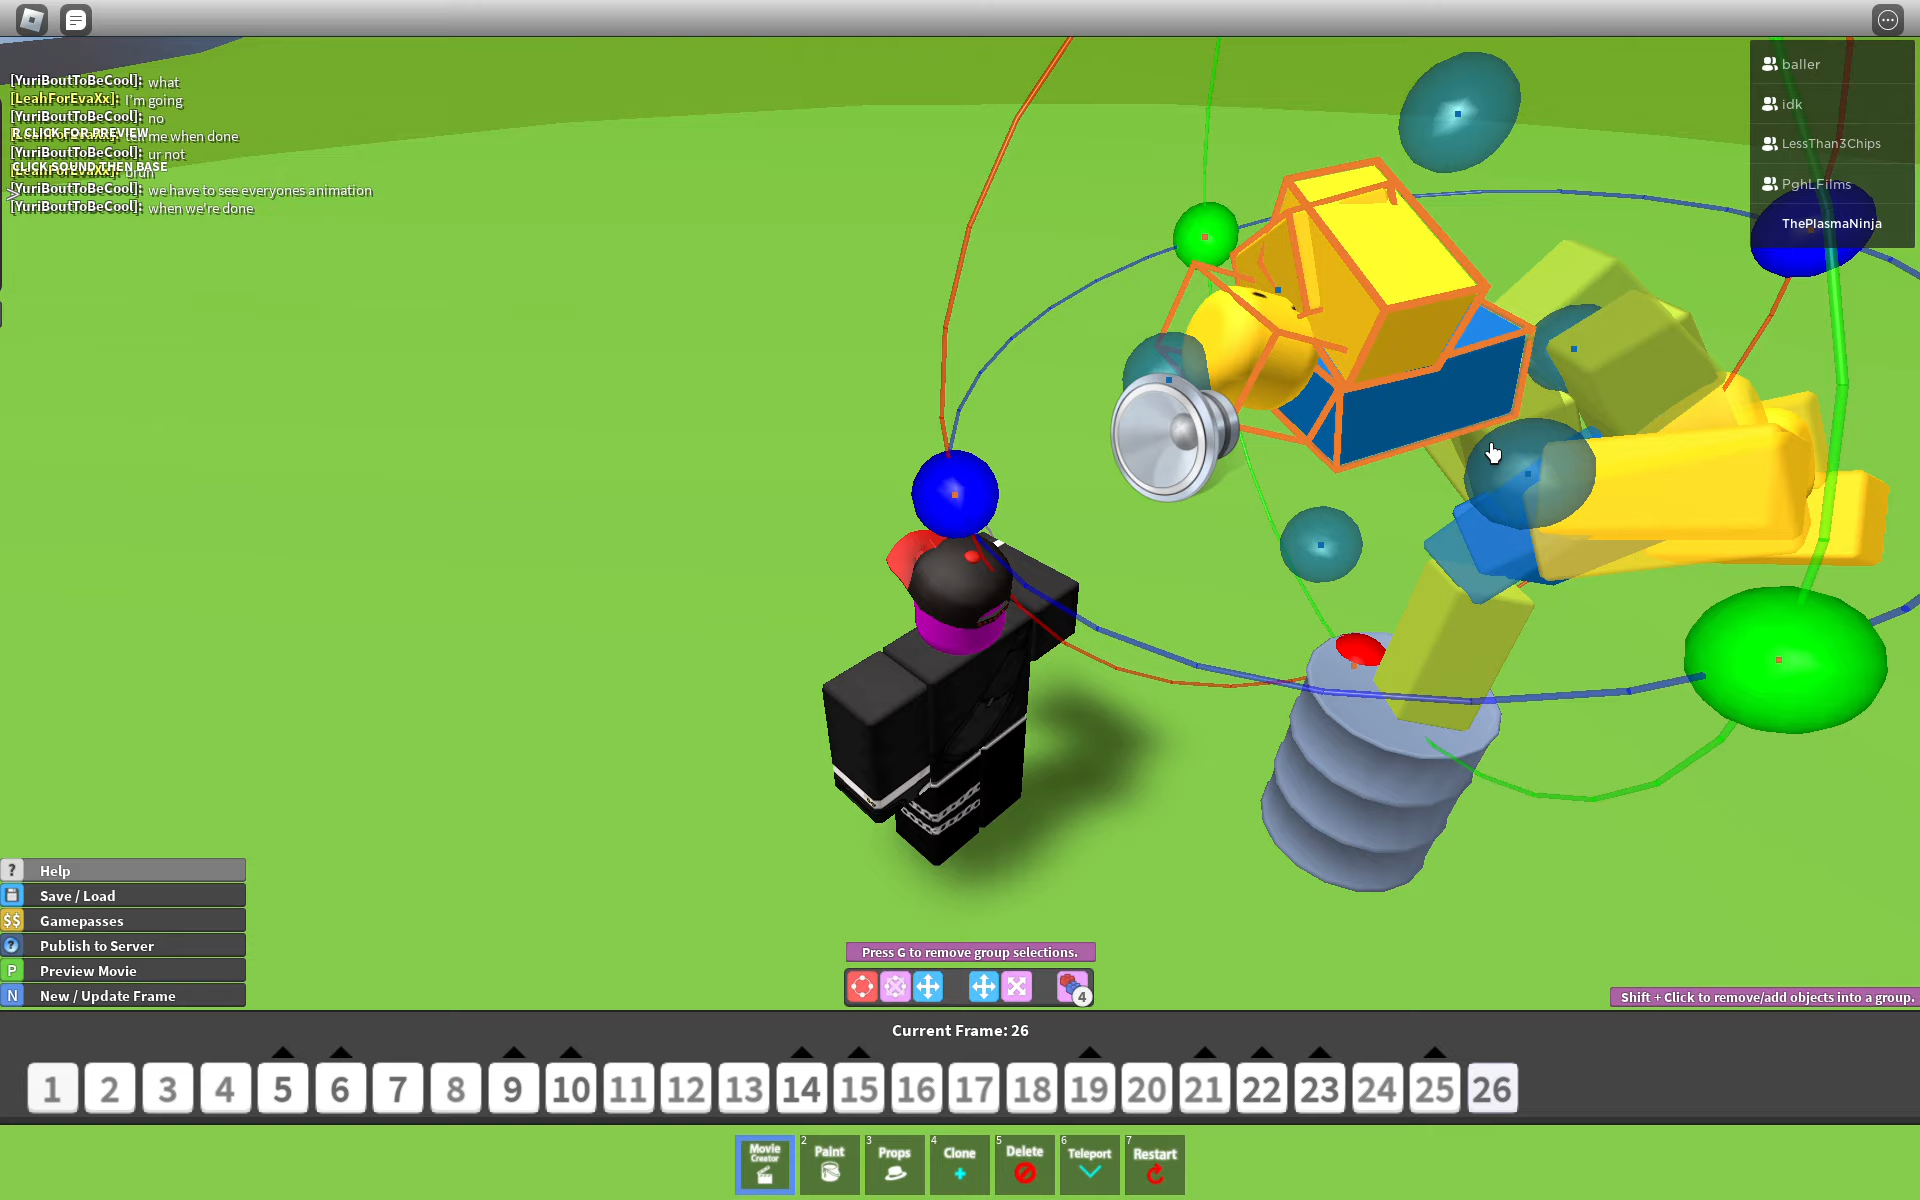 [YuriBoutToBeCool]: what
[LeahForEvaXx]: I'm going
[YuriBoutToBeCool]: no
R CLICK FOR PREVIEW
[LeahForEvaXx]: tell me when done
[YuriBoutToBeCool]: ur not
CLICK SOUND THEN BASE
[LeahForEvaXx]: bruh
[YuriBoutToBeCool]: we have to see everyones animation
[YuriBoutToBeCool]: when we're done
baller
idk
LessThan3Chips
PghLFilms
ThePlasmaNinja
? Help
Save / Load
$$ Gamepasses
? Publish to Server
P Preview Movie
N New / Update Frame
Press G to remove group selections.
4
Shift + Click to remove/add objects into a group.
Current Frame: 26
1 2 3 4 5 6 7 8 9 10 11 12 13 14 15 16 17 18 19 20 21 22 23 24 25 26
Movie Creator
2 Paint
3 Props
4 Clone
5 Delete
6 Teleport
7 Restart